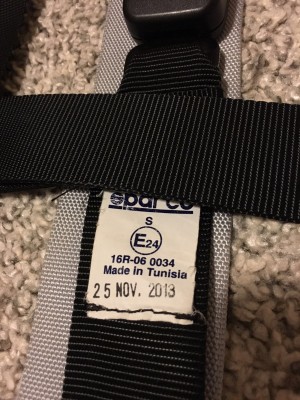 sparco
S
E24
16R-06 0034
Made in Tunisia
25 NOV. 2013